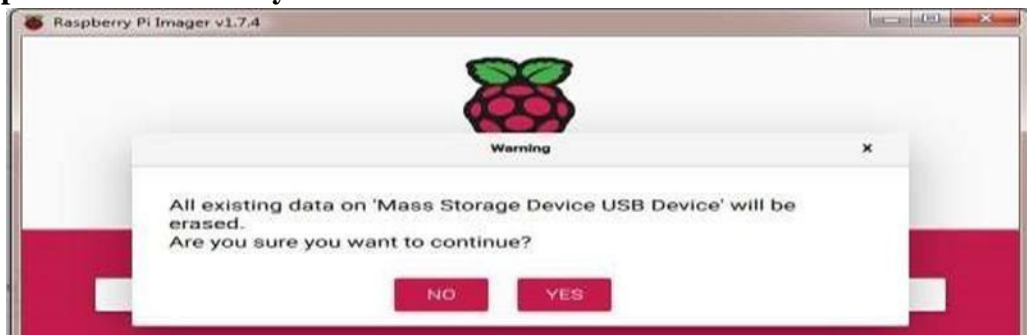 Raspberry Pi Imager v1.7.4
Warning
x
All existing data on 'Mass Storage Device USB Device' will be
erased.
Are you sure you want to continue?
NO YES